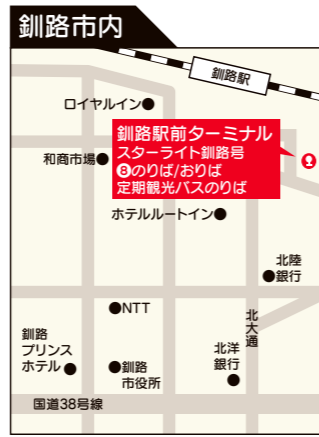 釧路市内
釧路駅
ロイヤルイン
釧路駅前ターミナル
スターライト釧路号
❽のりば/おりば
定期観光バスのりば
和商市場
ホテルルートイン
北陸
銀行
NTT
北大通
釧路
プリンス
ホテル
釧路
市役所
北洋
銀行
国道38号線